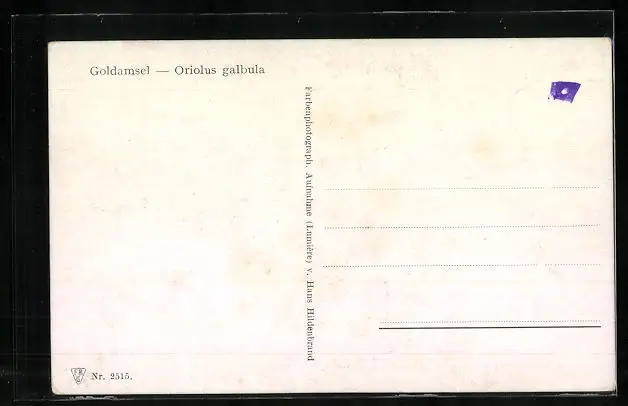 Goldamsel — Oriolus galbula
Farbenphotograph. Aufnahme (Lumière) v. Hans Hildenbrand
Nr. 2515.